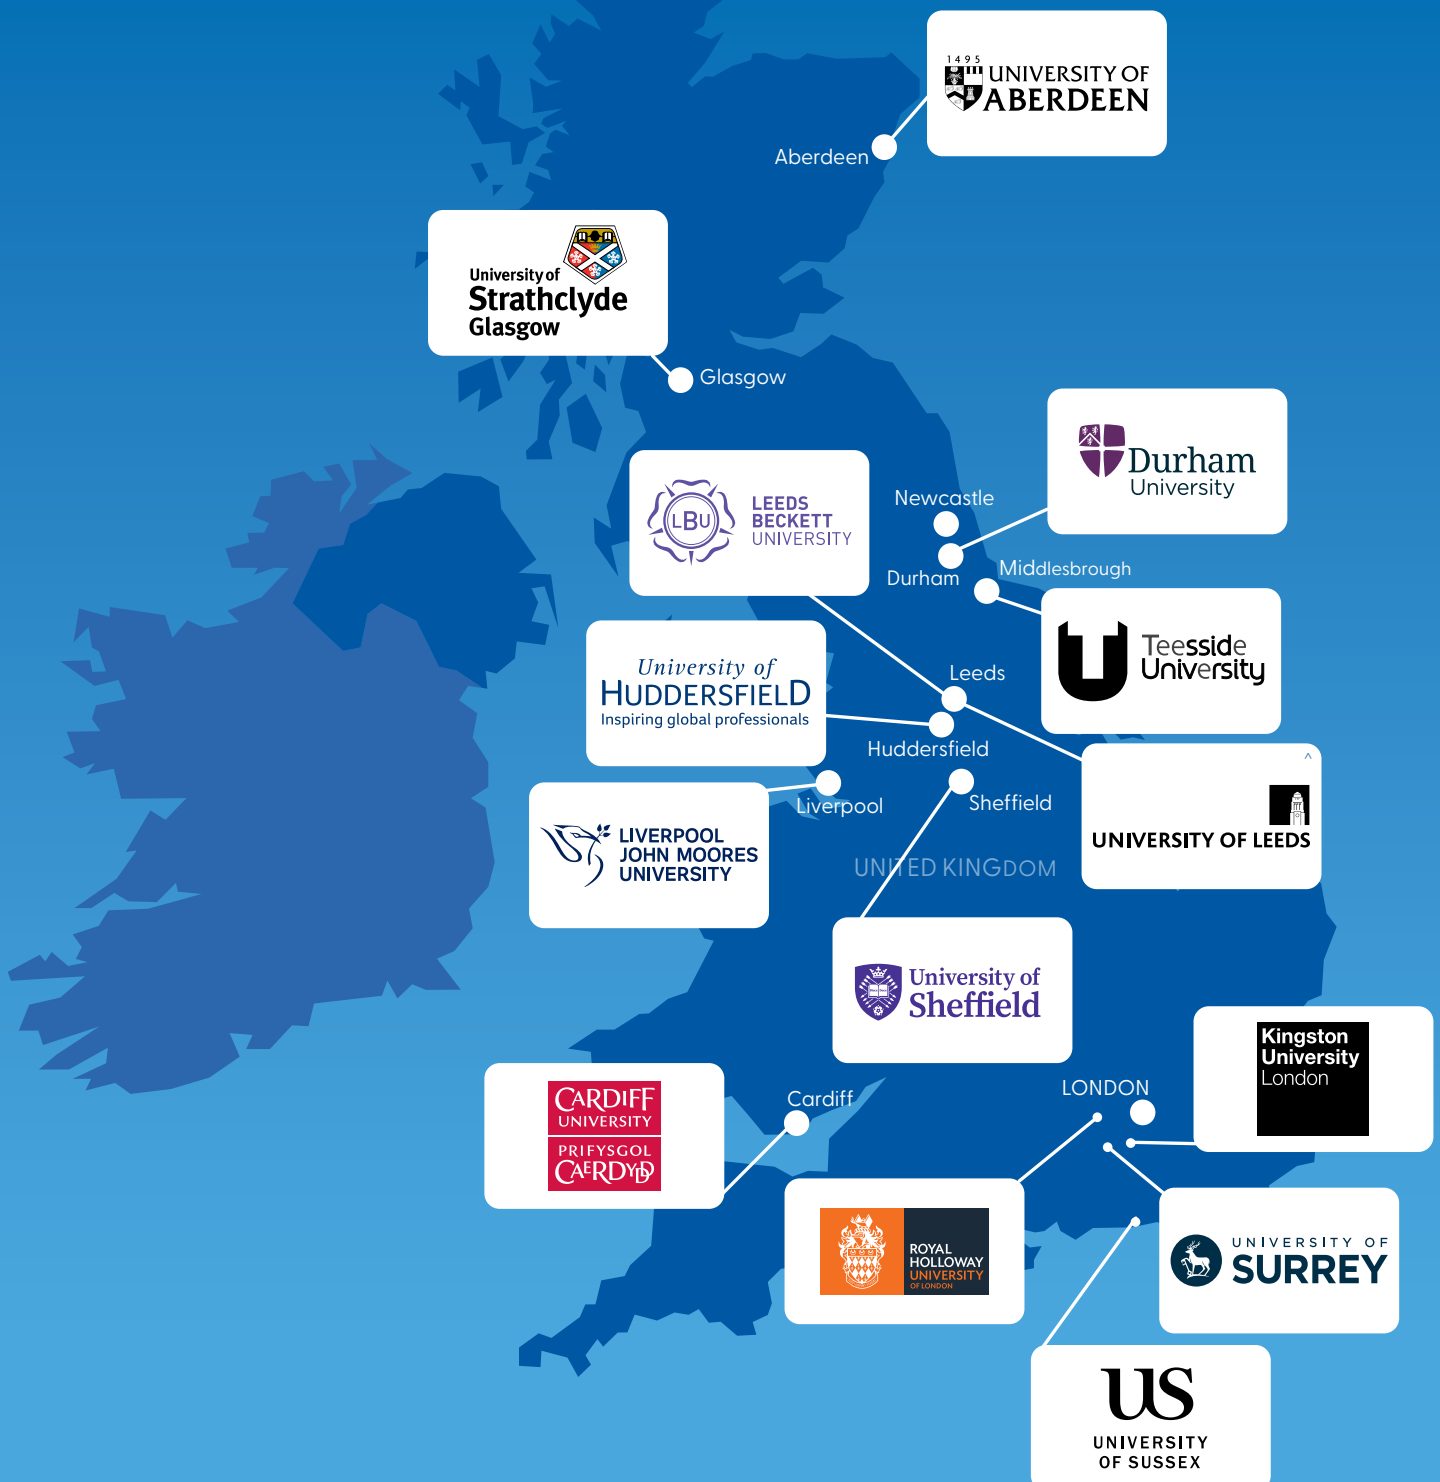 1495
UNIVERSITY OF
ABERDEEN
Aberdeen
University of
Strathclyde
Glasgow
Glasgow
Durham
University
LBU
LEEDS
BECKETT
UNIVERSITY
Newcastle
Durham
Middlesbrough
Teesside
University
University of
HUDDERSFIELD
Inspiring global professionals
Leeds
Huddersfield
^
UNIVERSITY OF LEEDS
Liverpool
Sheffield
LIVERPOOL
JOHN MOORES
UNIVERSITY
UNITED KINGDOM
University of
Sheffield
Kingston
University
London
CARDIFF
UNIVERSITY
PRIFYSGOL
CAERDYDD
Cardiff
LONDON
ROYAL
HOLLOWAY
UNIVERSITY
OF LONDON
UNIVERSITY OF
SURREY
US
UNIVERSITY
OF SUSSEX